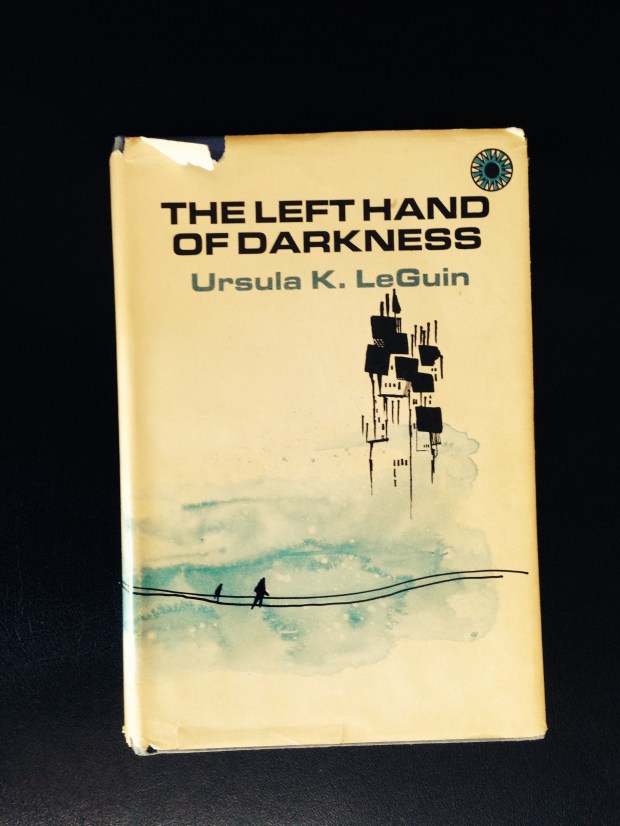 THE LEFT HAND
OF DARKNESS
Ursula K. LeGuin